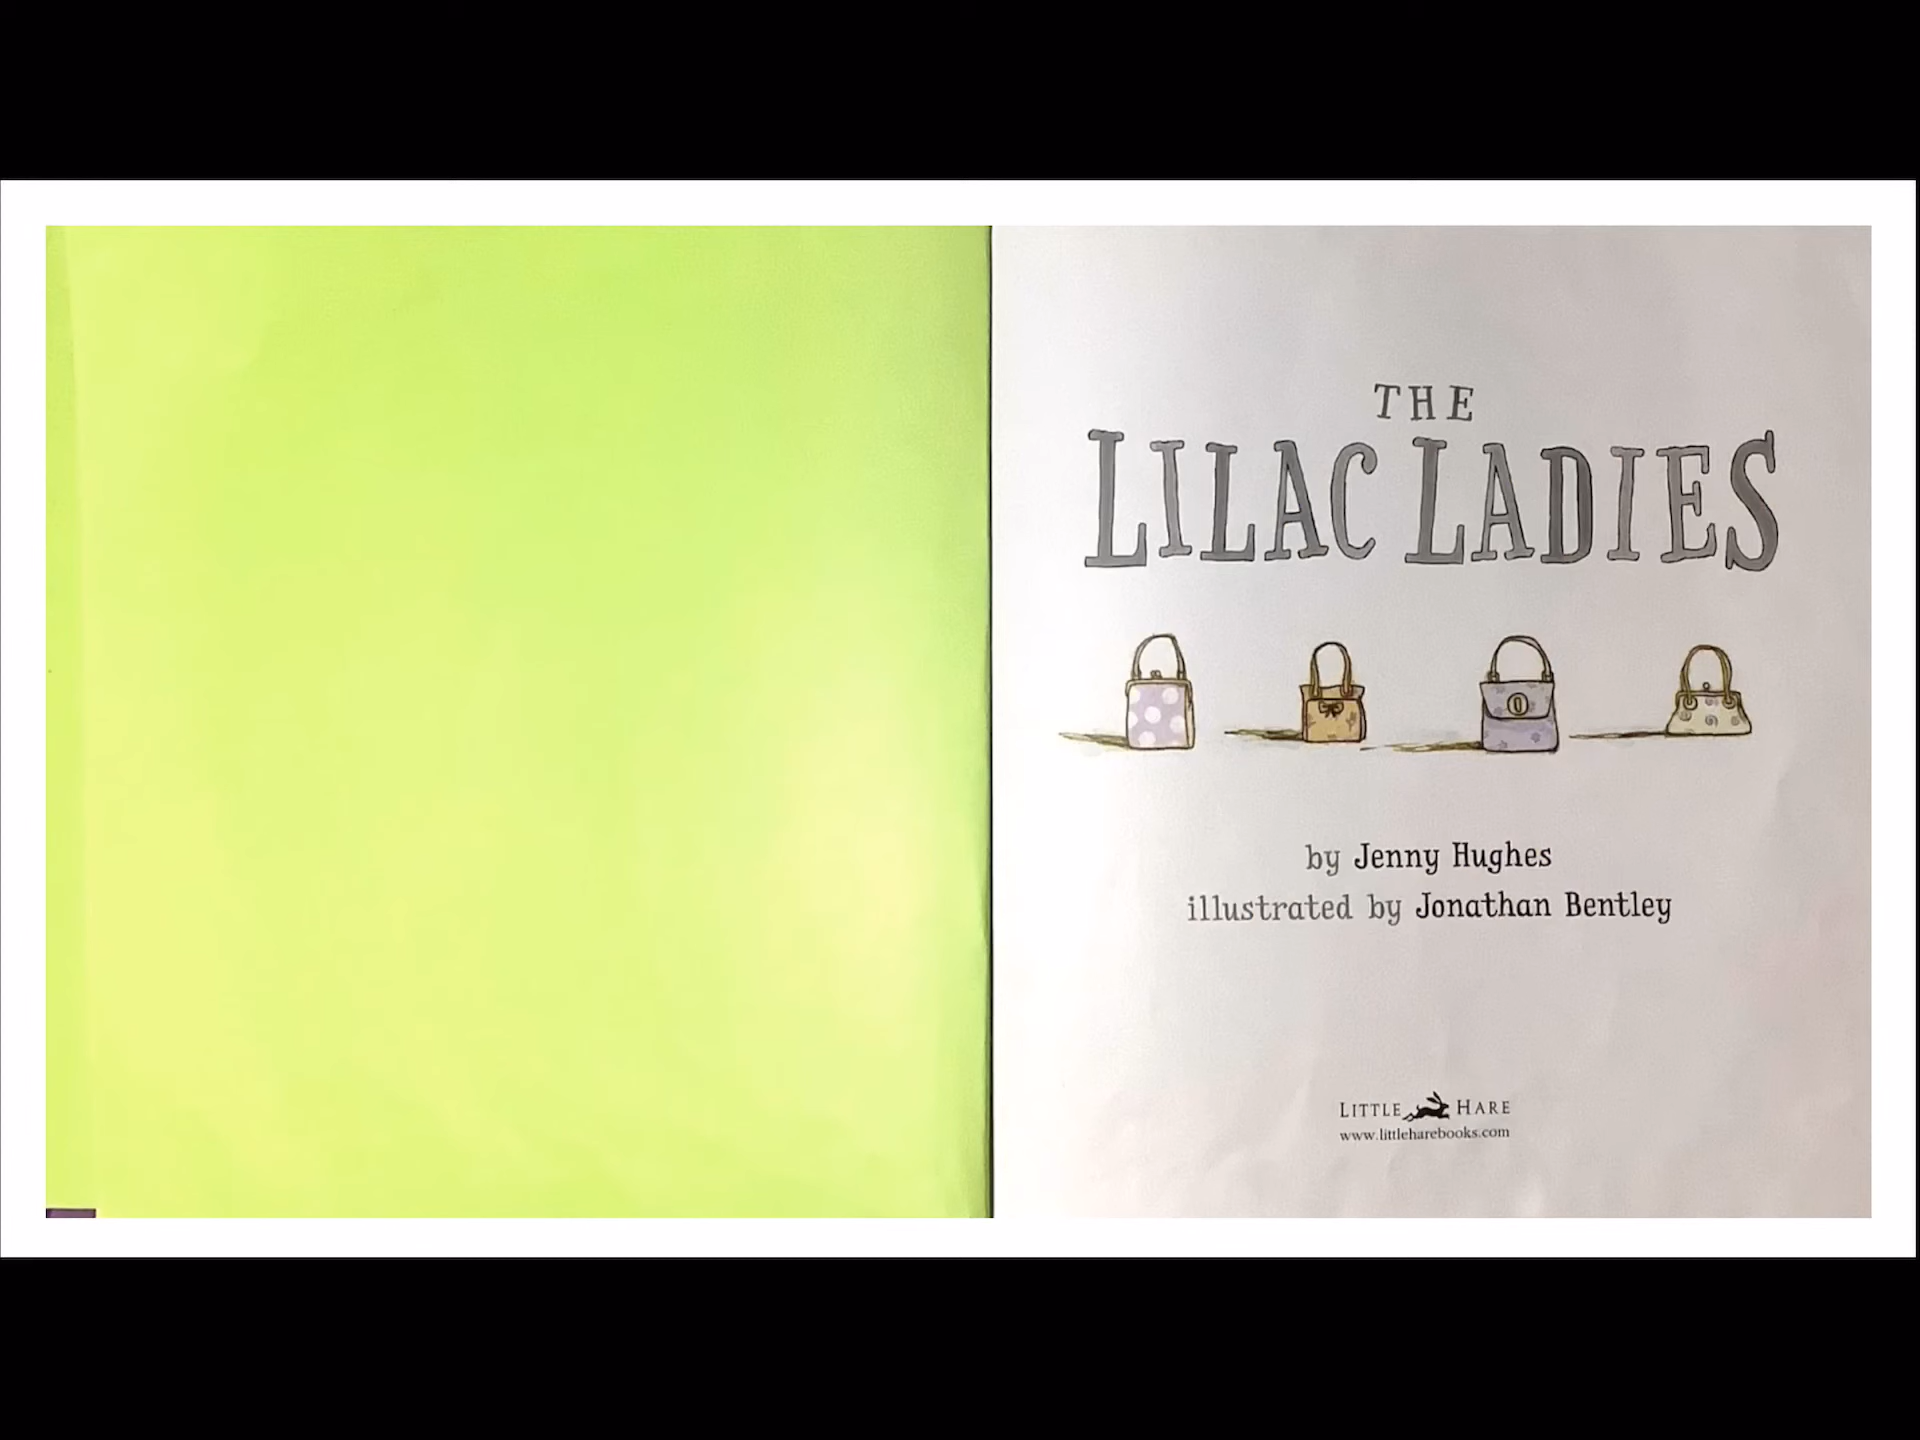 THE
LILAC LADIES
by Jenny Hughes
illustrated by Jonathan Bentley
LITTLE HARE
www.littleharebooks.com